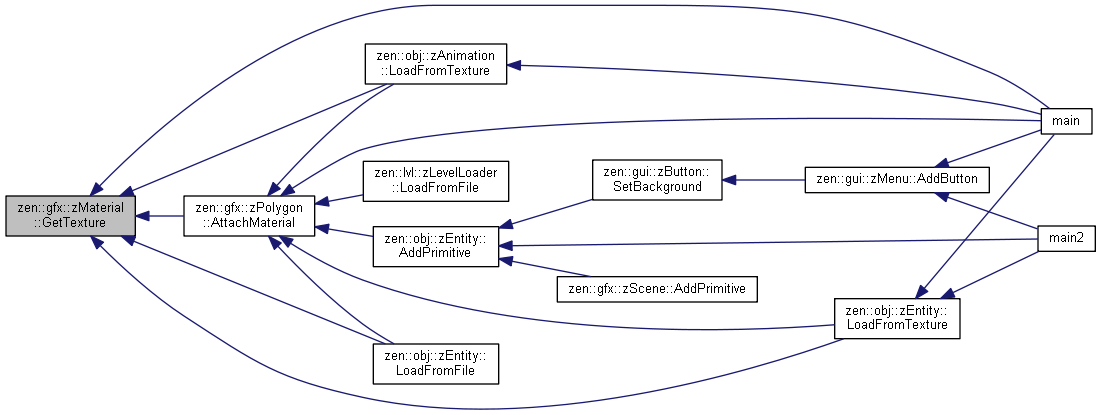 zen::gfx::zMaterial
::GetTexture
zen::gfx::zPolygon
::AttachMaterial
zen::obj::zAnimation
::LoadFromTexture
zen::lvl::zLevelLoader
::LoadFromFile
zen::obj::zEntity::
AddPrimitive
zen::obj::zEntity::
LoadFromFile
zen::gui::zButton::
SetBackground
zen::gfx::zScene::AddPrimitive
zen::gui::zMenu::AddButton
zen::obj::zEntity::
LoadFromTexture
main
main2